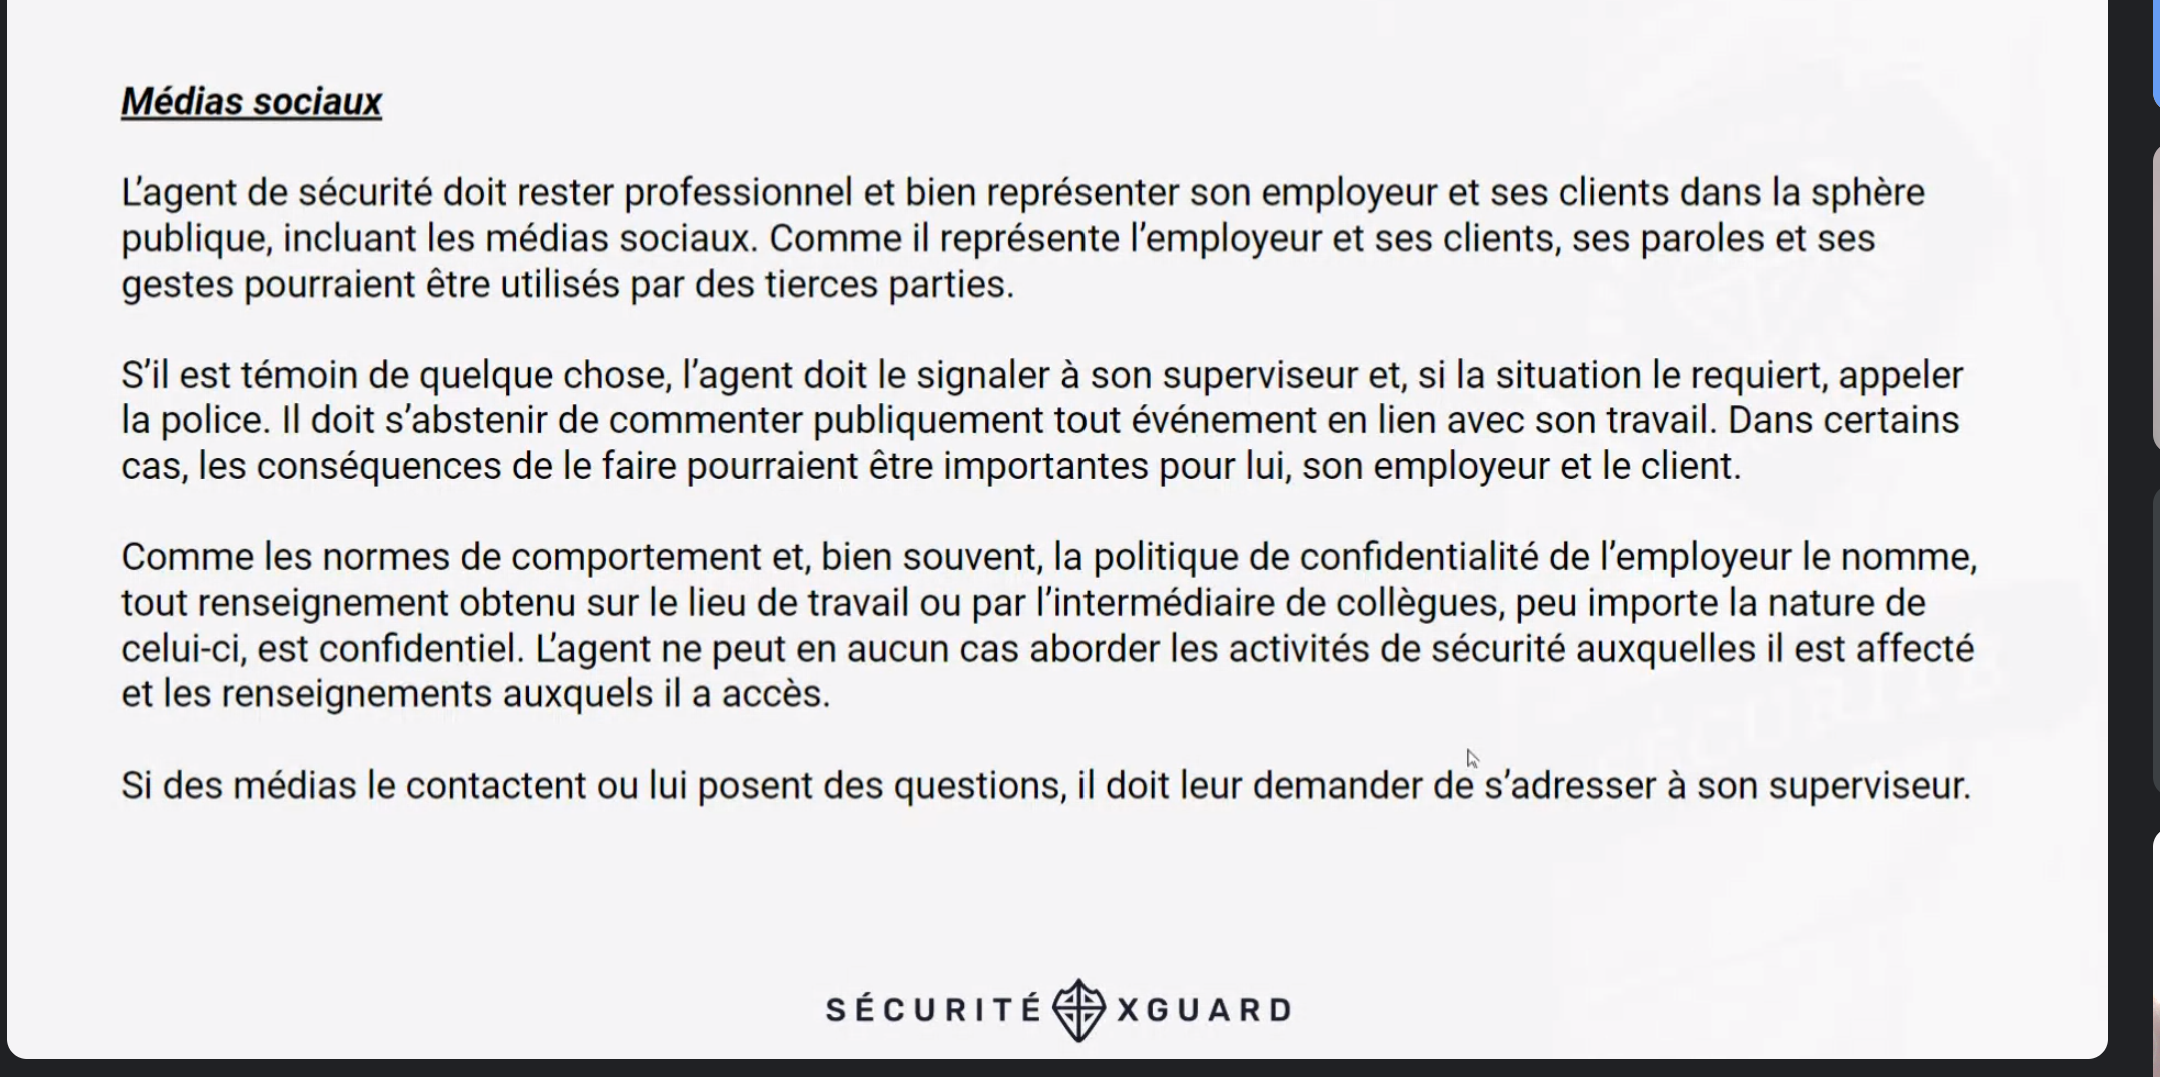 Médias sociaux
L’agent de sécurité doit rester professionnel et bien représenter son employeur et ses clients dans la sphère
publique, incluant les médias sociaux. Comme il représente l’employeur et ses clients, ses paroles et ses
gestes pourraient être utilisés par des tierces parties.
S’il est témoin de quelque chose, l’agent doit le signaler à son superviseur et, si la situation le requiert, appeler
la police. Il doit s’abstenir de commenter publiquement tout événement en lien avec son travail. Dans certains
cas, les conséquences de le faire pourraient être importantes pour lui, son employeur et le client.
Comme les normes de comportement et, bien souvent, la politique de confidentialité de l’employeur le nomme,
tout renseignement obtenu sur le lieu de travail ou par l’intermédiaire de collègues, peu importe la nature de
celui-ci, est confidentiel. L’agent ne peut en aucun cas aborder les activités de sécurité auxquelles il est affecté
et les renseignements auxquels il a accès.
Si des médias le contactent ou lui posent des questions, il doit leur demander de s’adresser à son superviseur.
SÉCURITÉ
SÉCURITÉ XGUARD